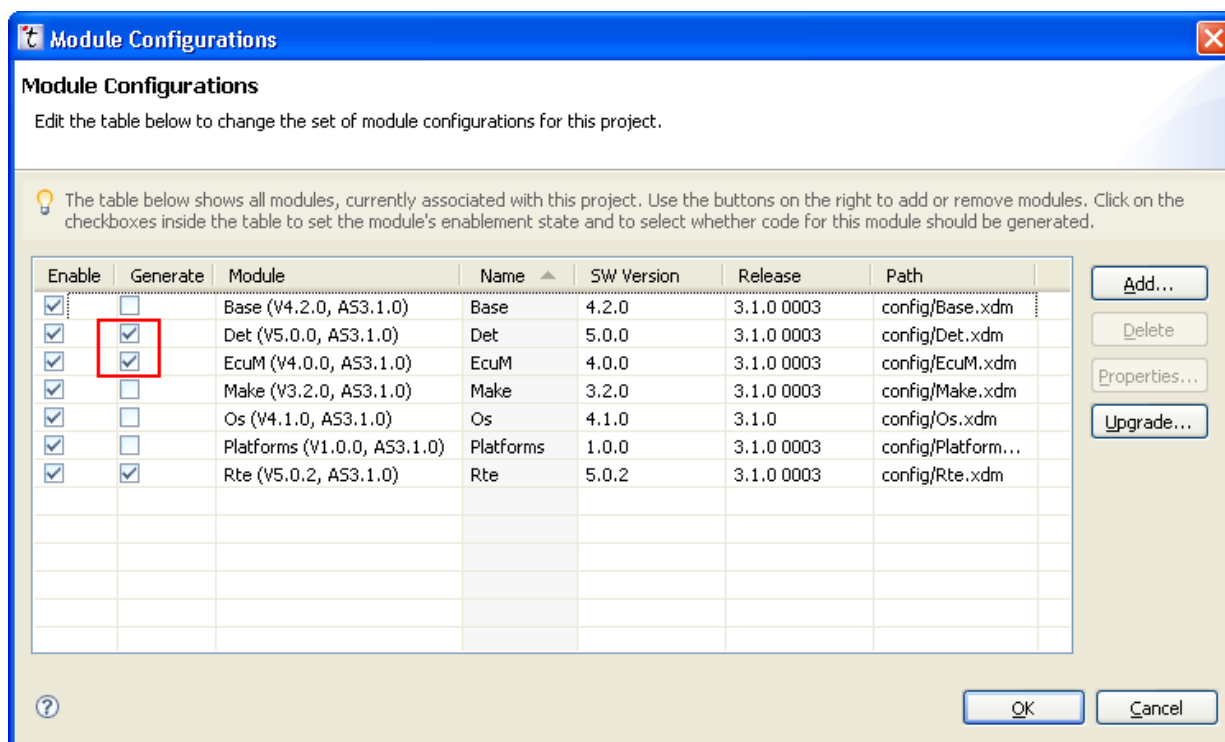 Module Configurations
Module Configurations
Edit the table below to change the set of module configurations for this project.
The table below shows all modules, currently associated with this project. Use the buttons on the right to add or remove modules. Click on the
checkboxes inside the table to set the module's enablement state and to select whether code for this module should be generated.
Enable Generate Module Name SW Version Release Path
Base (V4.2.0, AS3.1.0) Base 4.2.0 3.1.0 0003 config/Base.xdm
Det (V5.0.0, AS3.1.0) Det 5.0.0 3.1.0 0003 config/Det.xdm
EcuM (V4.0.0, AS3.1.0) EcuM 4.0.0 3.1.0 0003 config/EcuM.xdm
Make (V3.2.0, AS3.1.0) Make 3.2.0 3.1.0 0003 config/Make.xdm
Os (V4.1.0, AS3.1.0) Os 4.1.0 3.1.0 config/Os.xdm
Platforms (V1.0.0, AS3.1.0) Platforms 1.0.0 3.1.0 0003 config/Platform...
Rte (V5.0.2, AS3.1.0) Rte 5.0.2 3.1.0 0003 config/Rte.xdm
Add...
Delete
Properties...
Upgrade...
OK Cancel